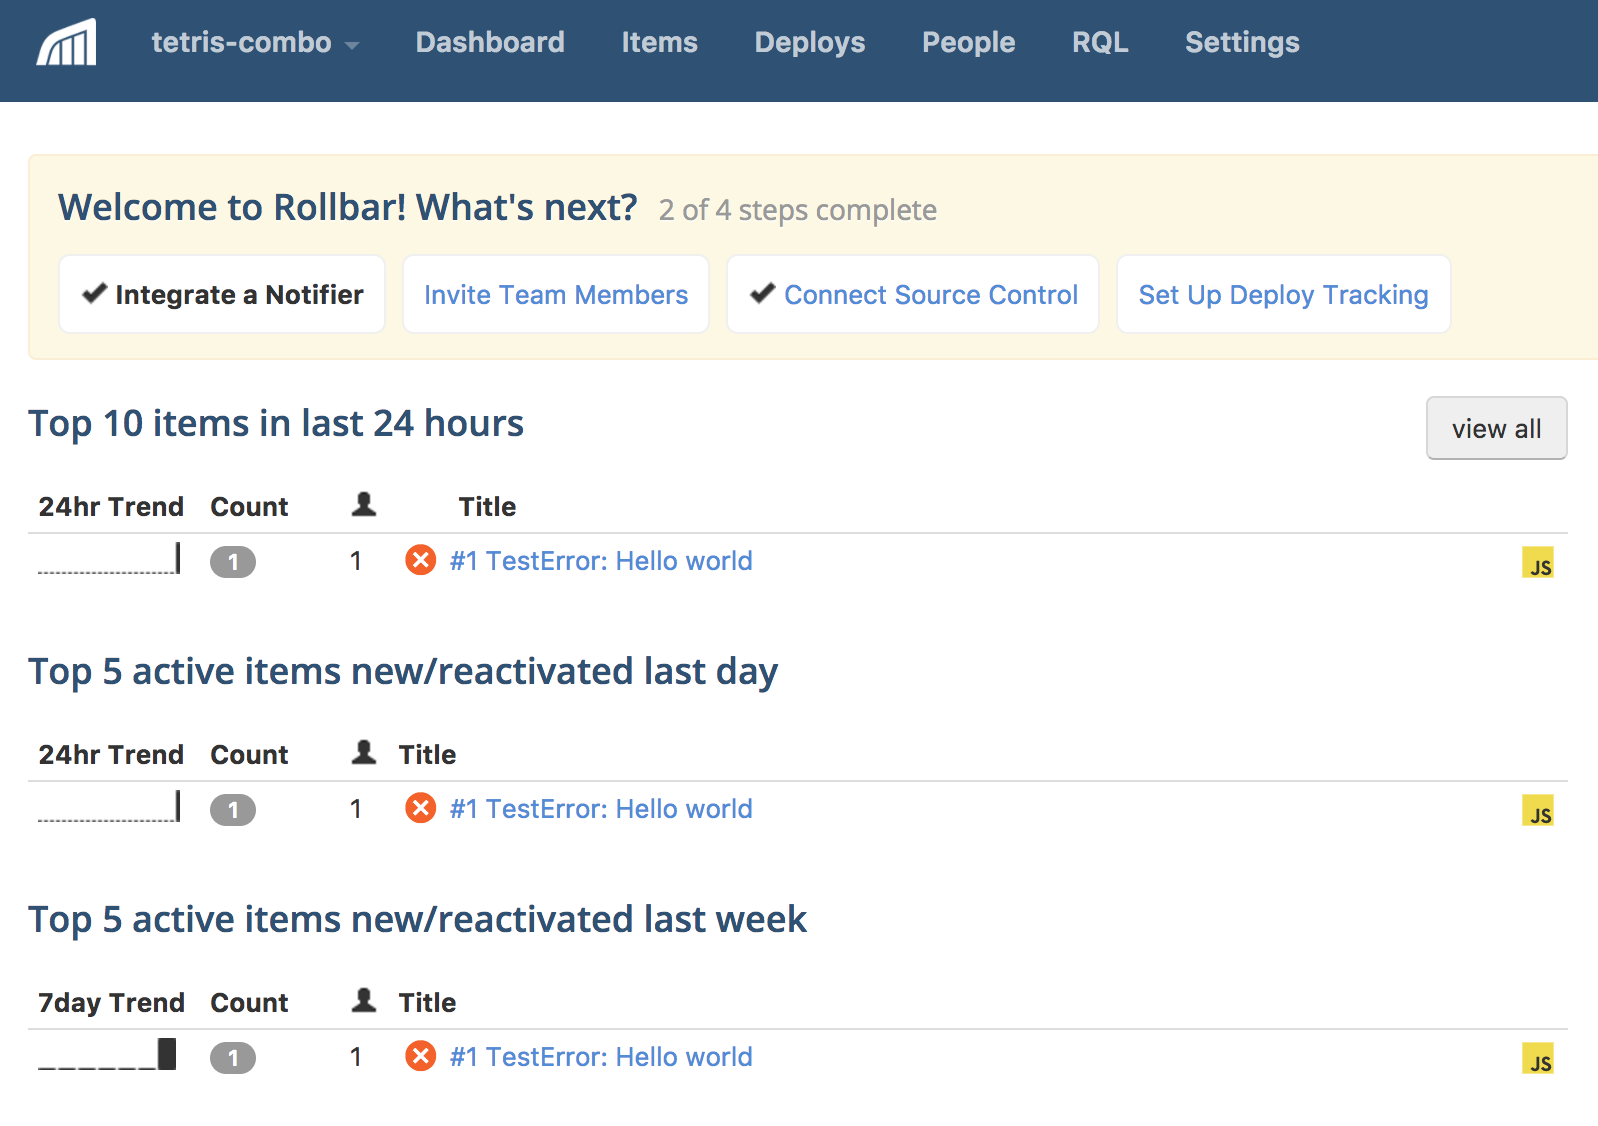 tetris-combo Dashboard Items Deploys People RQL Settings
Welcome to Rollbar! What's next? 2 of 4 steps complete
Integrate a Notifier Invite Team Members Connect Source Control Set Up Deploy Tracking
Top 10 items in last 24 hours view all
24hr Trend Count Title
1 1 #1 TestError: Hello world JS
Top 5 active items new/reactivated last day
24hr Trend Count Title
1 1 #1 TestError: Hello world JS
Top 5 active items new/reactivated last week
7day Trend Count Title
1 1 #1 TestError: Hello world JS